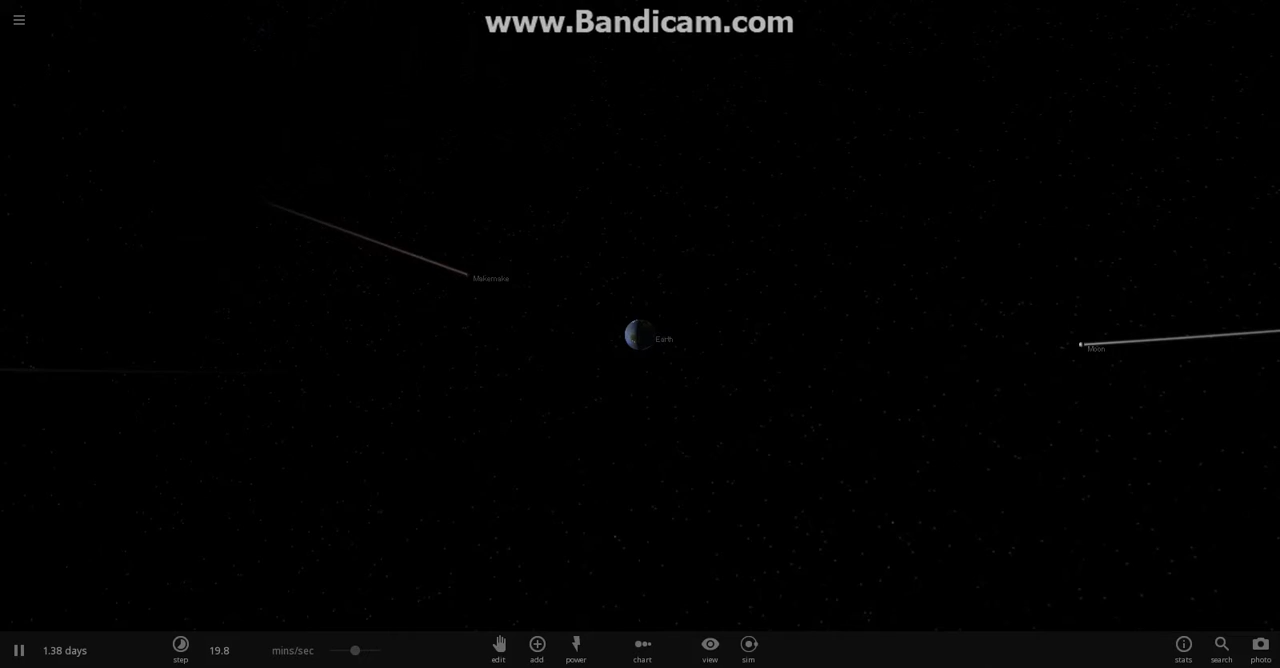 www.Bandicam.com
Makemake
Earth
Moon
1.38 days
step
19.8
mins/sec
edit
add
power
chart
view
sim
stats
search
photo